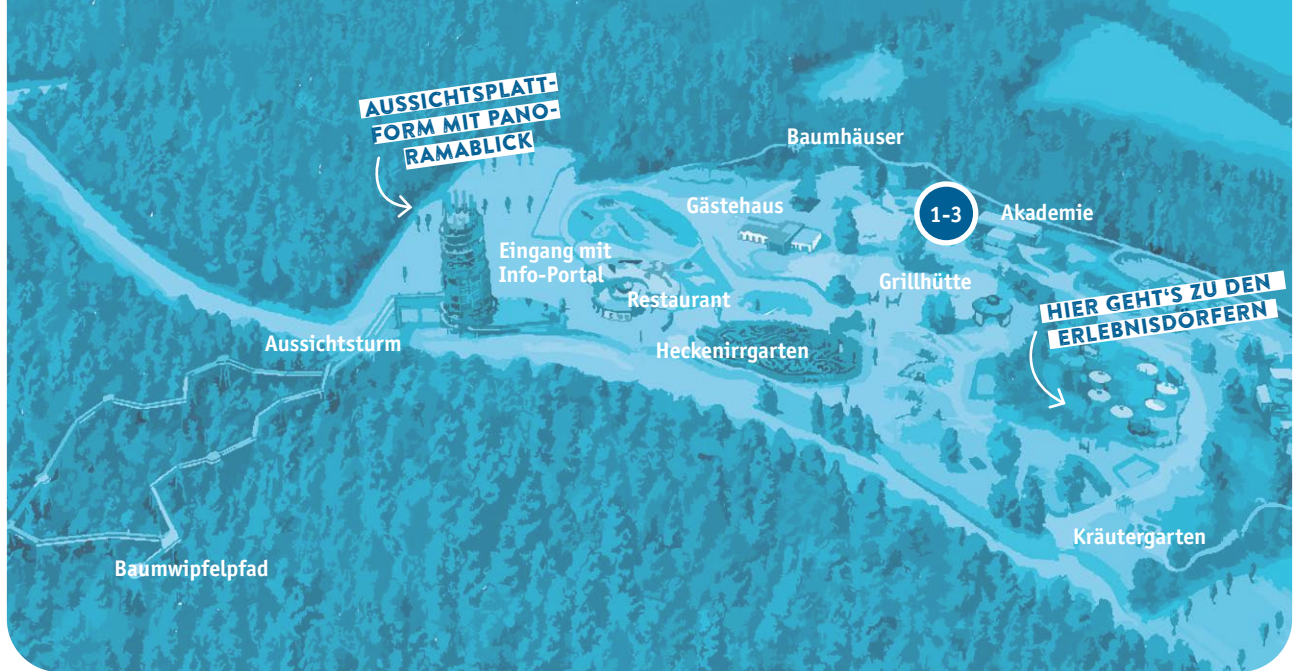 AUSSICHTSPLATT-
FORM MIT PANO-
RAMABLICK
Baumhäuser
Gästehaus
1-3
Akademie
Eingang mit
Info-Portal
Restaurant
Grillhütte
HIER GEHT'S ZU DEN
ERLEBNISDÖRFERN
Aussichtsturm
Heckenirrgarten
Kräutergarten
Baumwipfelpfad